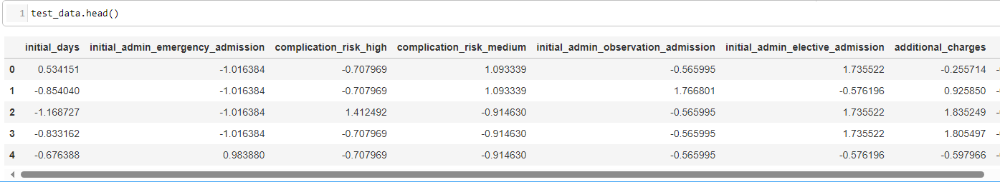 1 test_data.head()
initial_days initial_admin_emergency_admission complication_risk_high complication_risk_medium initial_admin_observation_admission initial_admin_elective_admission additional_charges
0 0.534151 -1.016384 -0.707969 1.093339 -0.565995 1.735522 -0.255714 -
1 -0.854040 -1.016384 -0.707969 1.093339 1.766801 -0.576196 0.925850 -
2 -1.168727 -1.016384 1.412492 -0.914630 -0.565995 1.735522 1.835249 -
3 -0.833162 -1.016384 -0.707969 -0.914630 -0.565995 1.735522 1.805497 -
4 -0.676388 0.983880 -0.707969 -0.914630 -0.565995 -0.576196 -0.597966 -